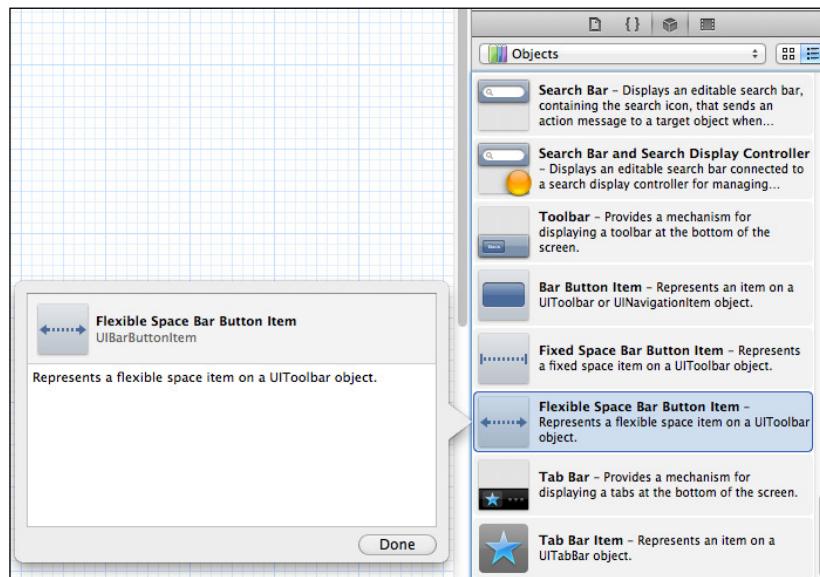 {}
Objects
Search Bar – Displays an editable search bar,
containing the search icon, that sends an
action message to a target object when...
Search Bar and Search Display Controller
– Displays an editable search bar connected to
a search display controller for managing...
Toolbar – Provides a mechanism for
displaying a toolbar at the bottom of the
screen.
Bar Button Item – Represents an item on a
UIToolbar or UINavigationItem object.
Fixed Space Bar Button Item – Represents
a fixed space item on a UIToolbar object.
Flexible Space Bar Button Item –
Represents a flexible space item on a UIToolbar
object.
Tab Bar – Provides a mechanism for
displaying a tabs at the bottom of the screen.
Tab Bar Item – Represents an item on a
UITabBar object.
Flexible Space Bar Button Item
UIBarButtonItem
Represents a flexible space item on a UIToolbar object.
Done